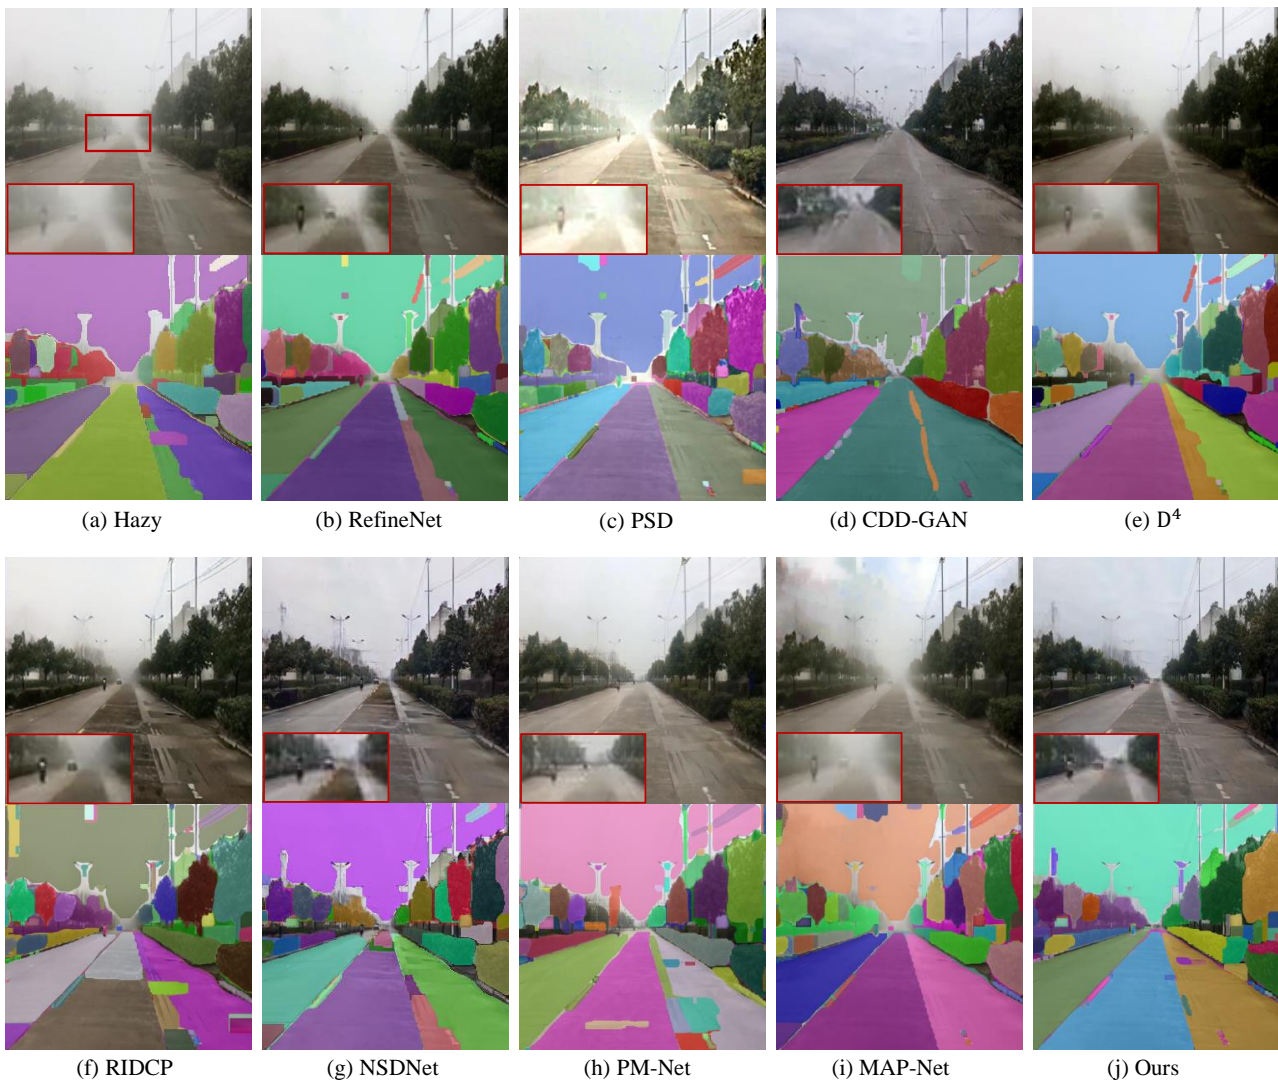 (a) Hazy
(b) RefineNet
(c) PSD
(d) CDD-GAN
(e) D⁴
(f) RIDCP
(g) NSDNet
(h) PM-Net
(i) MAP-Net
(j) Ours